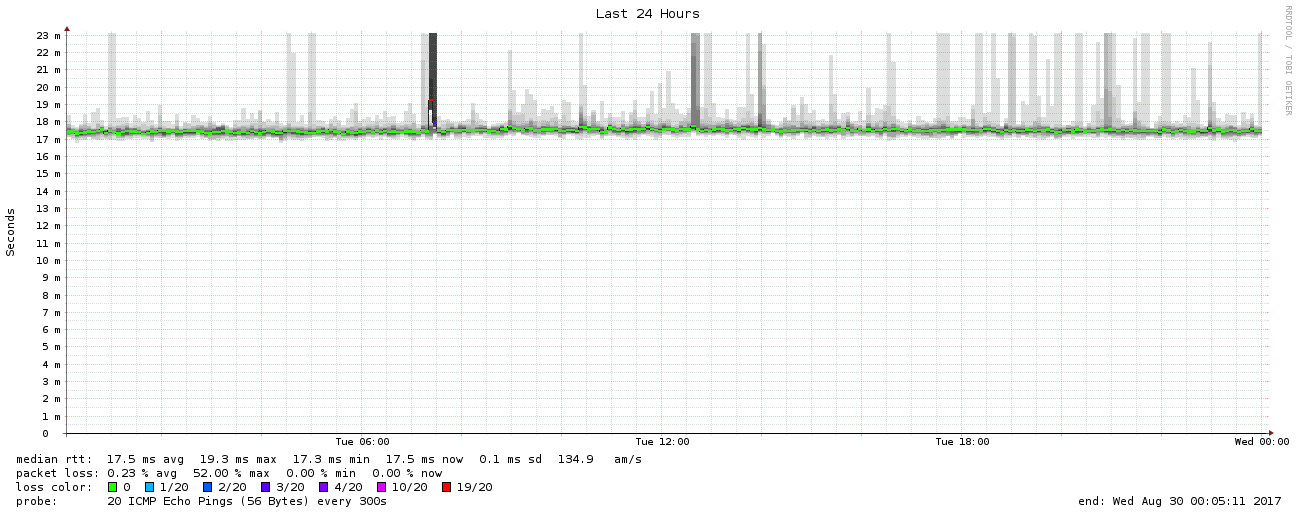 Last 24 Hours
RRDTOOL / TOBI OETIKER
Seconds
23 m
22 m
21 m
20 m
19 m
18 m
17 m
16 m
15 m
14 m
13 m
12 m
11 m
10 m
9 m
8 m
7 m
6 m
5 m
4 m
3 m
2 m
1 m
0
Tue 06:00 Tue 12:00 Tue 18:00 Wed 00:00
median rtt: 17.5 ms avg 19.3 ms max 17.3 ms min 17.5 ms now 0.1 ms sd 134.9 am/s
packet loss: 0.23 % avg 52.00 % max 0.00 % min 0.00 % now
loss color: 0 1/20 2/20 3/20 4/20 10/20 19/20
probe: 20 ICMP Echo Pings (56 Bytes) every 300s end: Wed Aug 30 00:05:11 2017